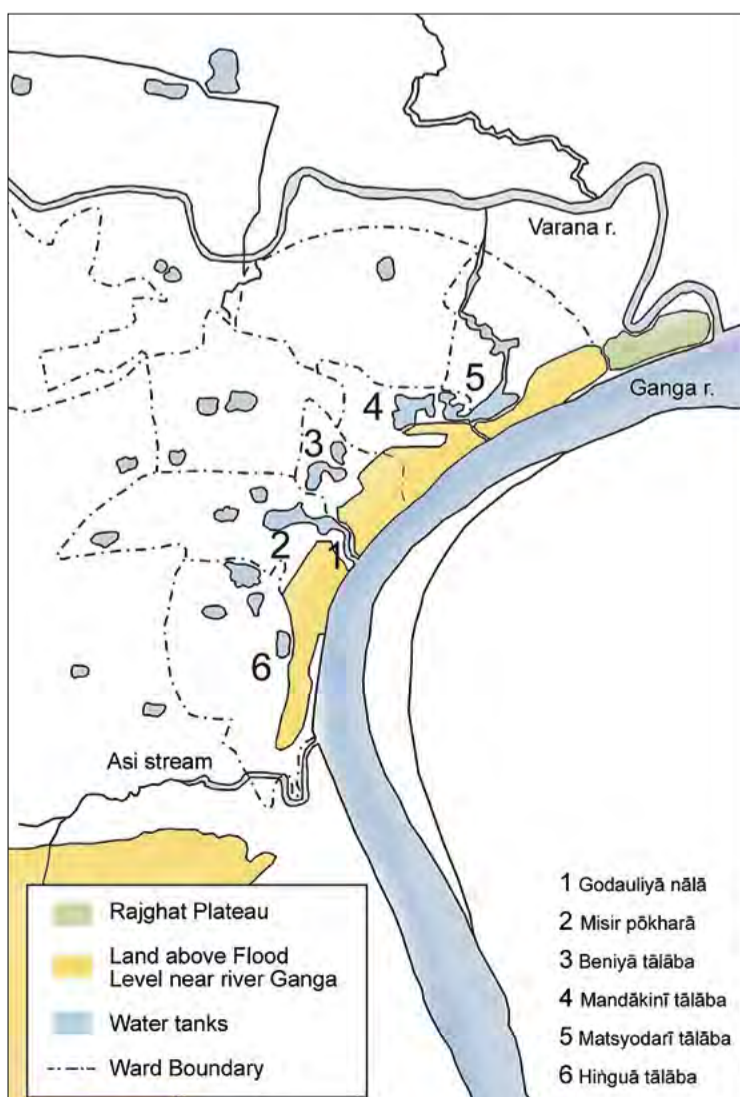 Varana r.
Ganga r.
5
4
3
2
1
6
Asi stream
Rajghat Plateau
Land above Flood
Level near river Ganga
Water tanks
Ward Boundary
1 Godauliyā nālā
2 Misir pōkharā
3 Beniyā tālāba
4 Mandākinī tālāba
5 Matsyodarī tālāba
6 Hiṅguā tālāba